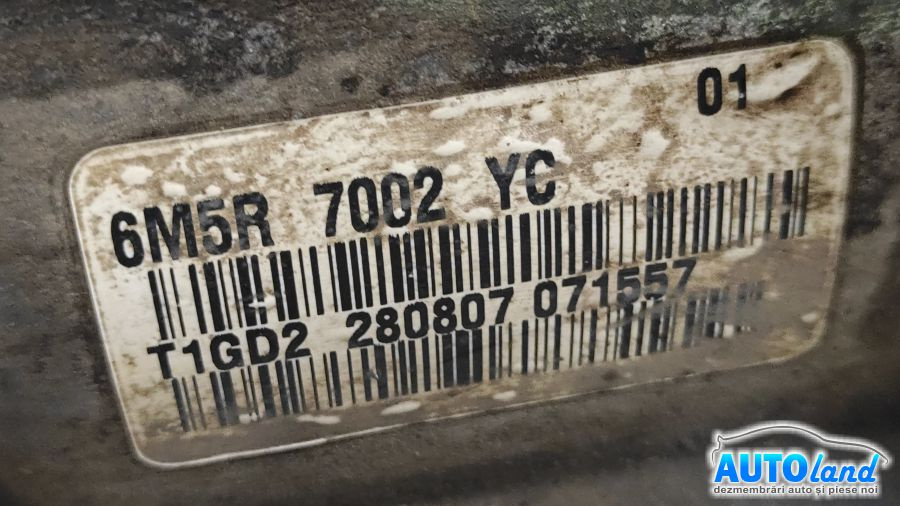 01
6M5R 7002 YC
T1GD2 280807 071557
AUTOland
dezmembrări auto și piese noi